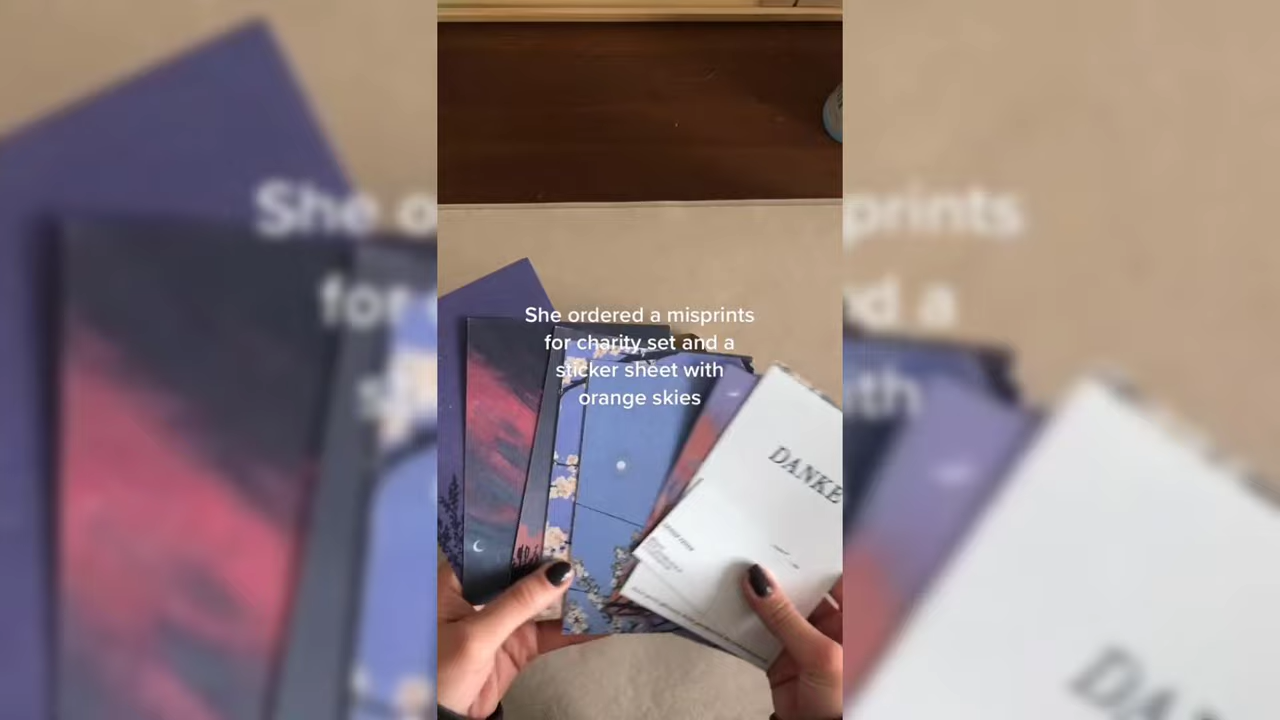 She ordered a misprints
for charity set and a
sticker sheet with
orange skies
DANKE